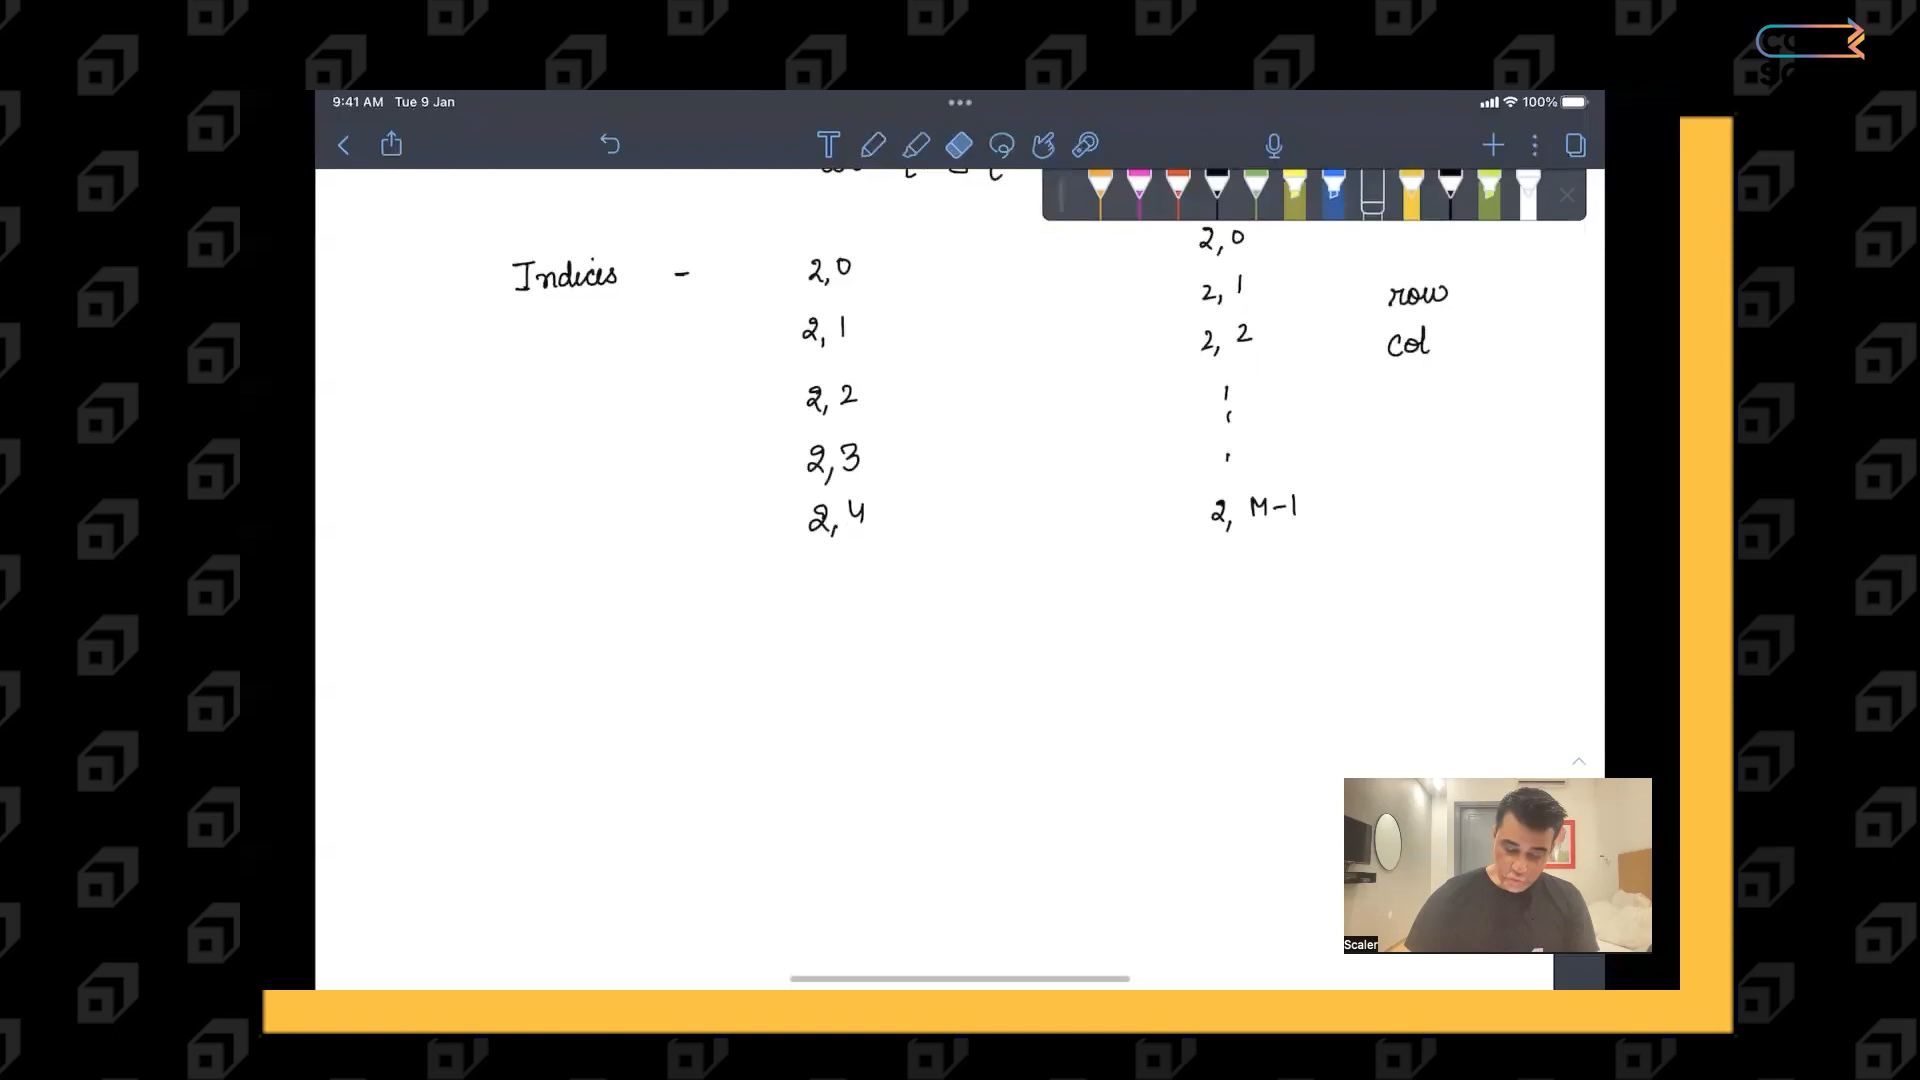 9:41 AM Tue 9 Jan
100%
Indices -
2,0
2,1
2,2
2,3
2,4
2,0
2,1
2,2
2, M-1
row
col
Scaler